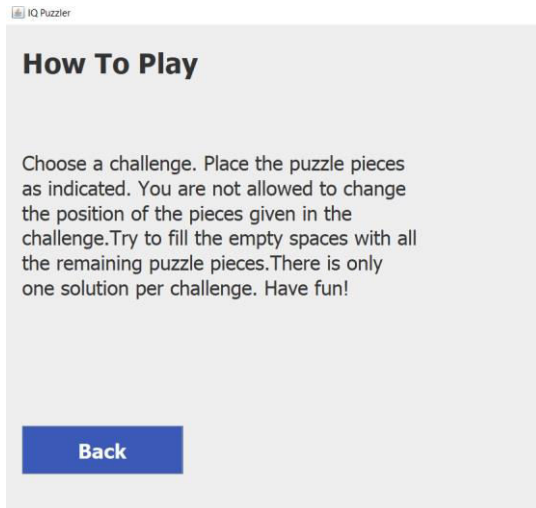 IQ Puzzler
How To Play
Choose a challenge. Place the puzzle pieces
as indicated. You are not allowed to change
the position of the pieces given in the
challenge.Try to fill the empty spaces with all
the remaining puzzle pieces.There is only
one solution per challenge. Have fun!
Back